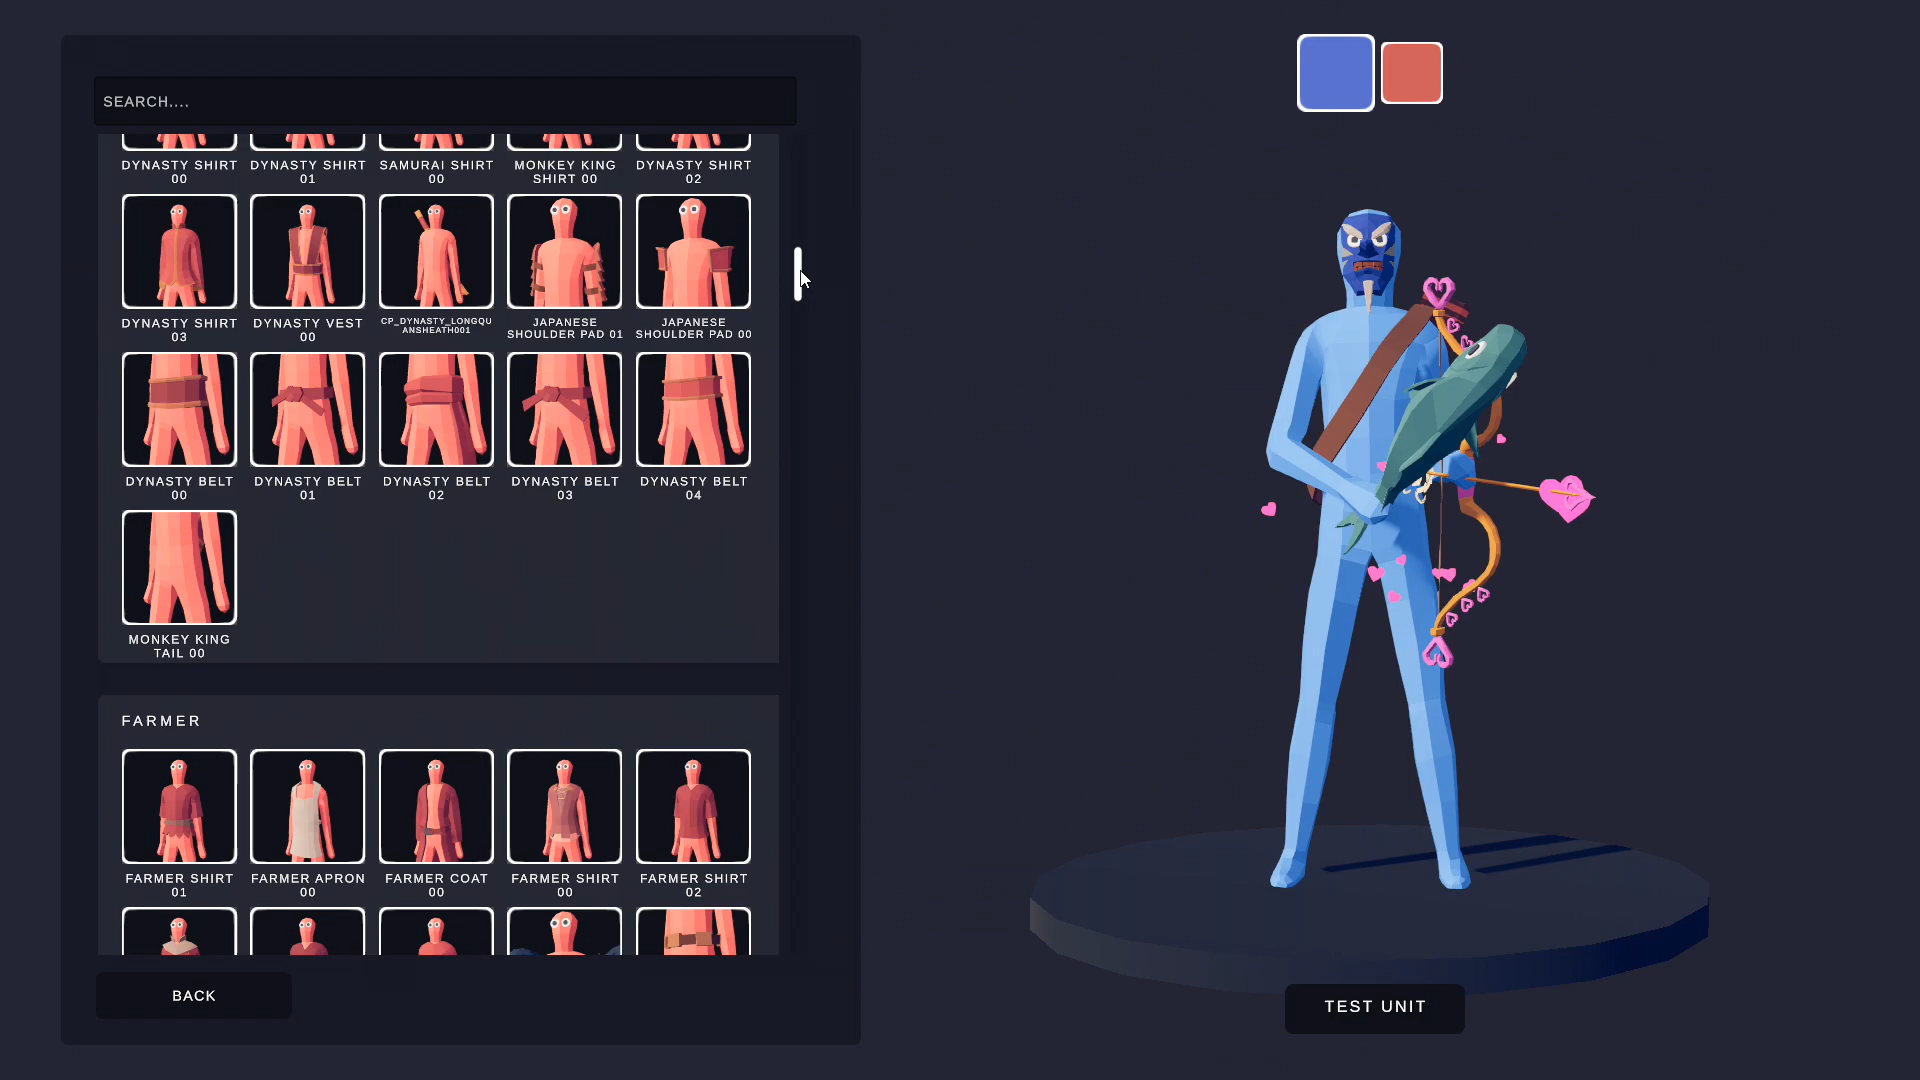 SEARCH....
DYNASTY SHIRT
00
DYNASTY SHIRT
01
SAMURAI SHIRT
00
MONKEY KING
SHIRT 00
DYNASTY SHIRT
02
DYNASTY SHIRT
03
DYNASTY VEST
00
CP_DYNASTY_LONGQU
ANSHEATH001
JAPANESE
SHOULDER PAD 01
JAPANESE
SHOULDER PAD 00
DYNASTY BELT
00
DYNASTY BELT
01
DYNASTY BELT
02
DYNASTY BELT
03
DYNASTY BELT
04
MONKEY KING
TAIL 00
FARMER
FARMER SHIRT
01
FARMER APRON
00
FARMER COAT
00
FARMER SHIRT
00
FARMER SHIRT
02
BACK
TEST UNIT